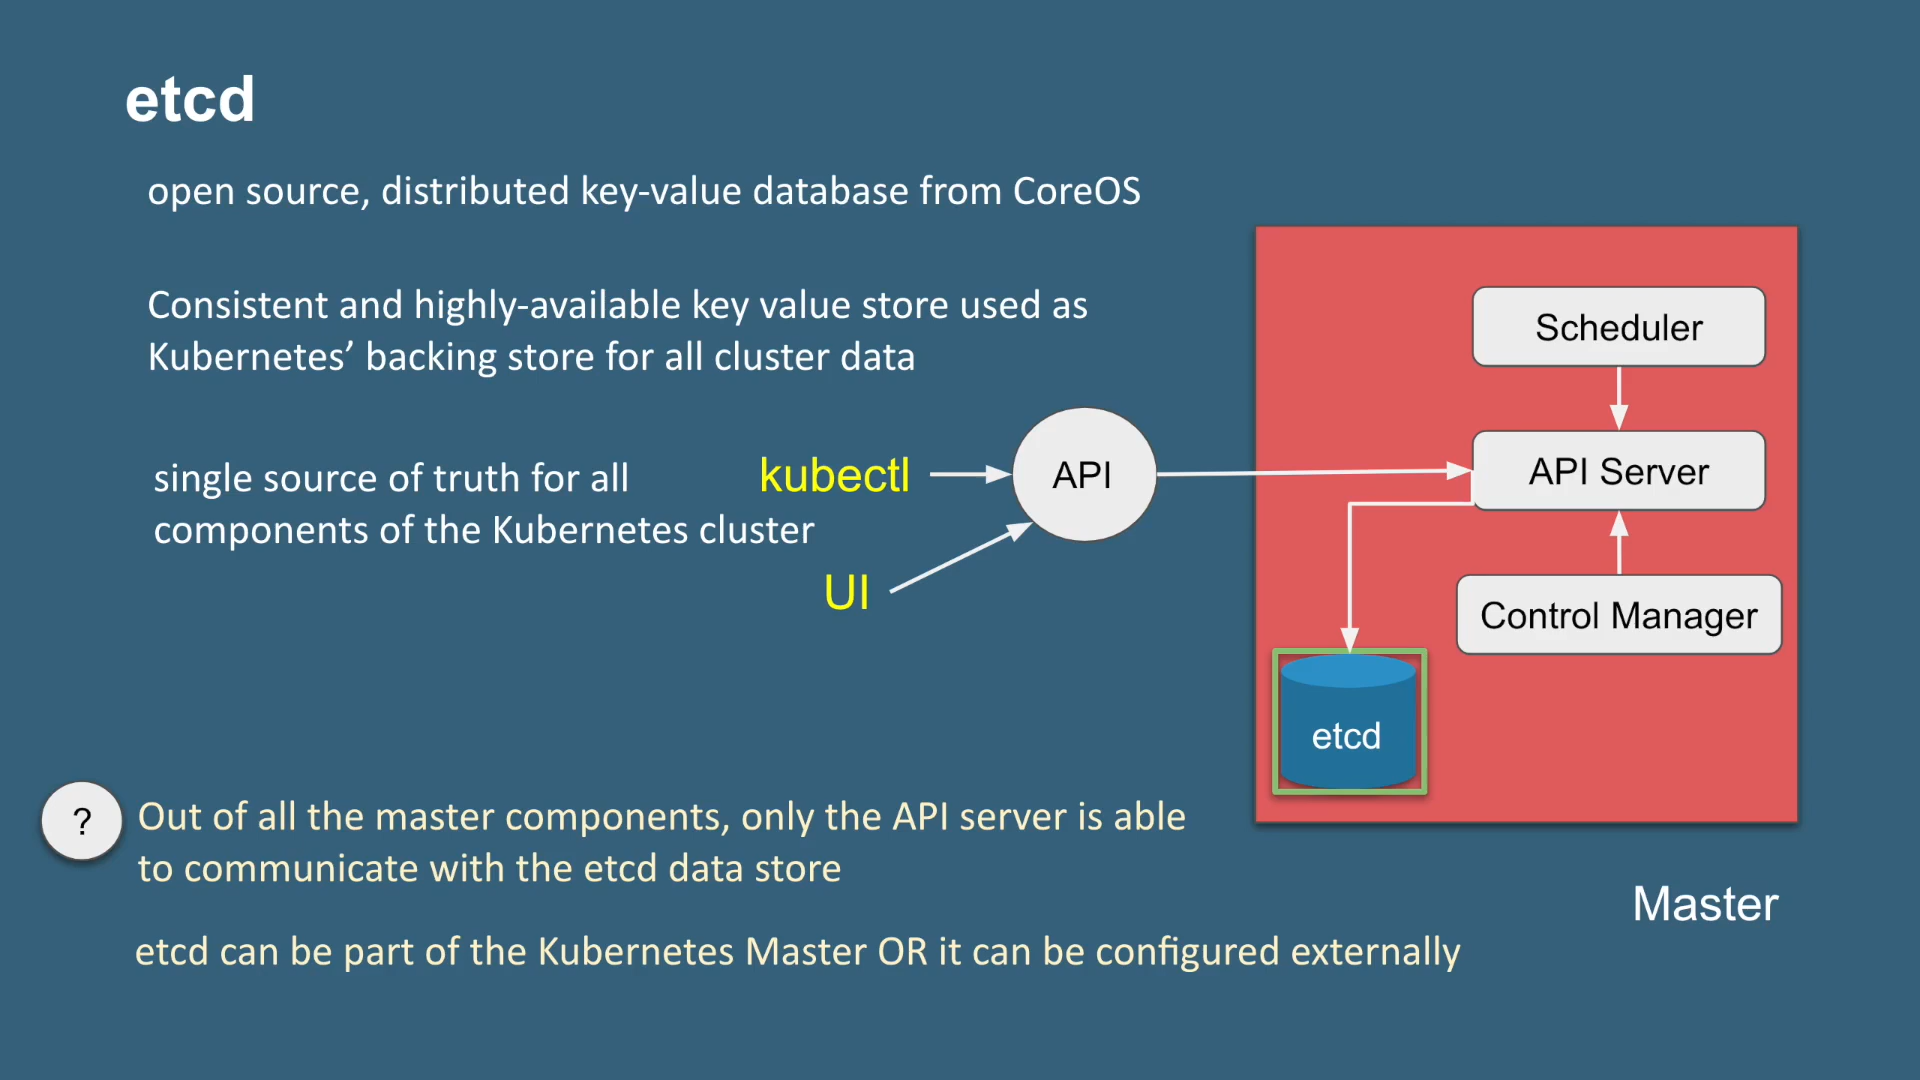 etcd
open source, distributed key-value database from CoreOS
Consistent and highly-available key value store used as
Kubernetes’ backing store for all cluster data
single source of truth for all
components of the Kubernetes cluster
kubectl
UI
API
Scheduler
API Server
Control Manager
etcd
Master
?
Out of all the master components, only the API server is able
to communicate with the etcd data store
etcd can be part of the Kubernetes Master OR it can be configured externally